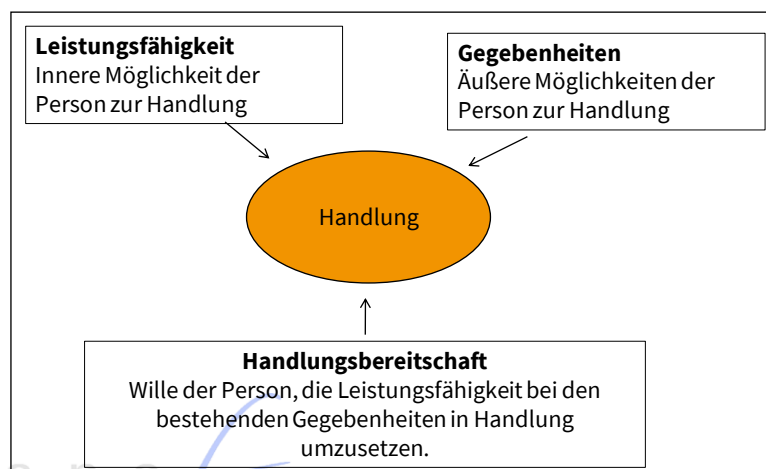 Leistungsfähigkeit
Innere Möglichkeit der
Person zur Handlung
Gegebenheiten
Äußere Möglichkeiten der
Person zur Handlung
Handlung
Handlungsbereitschaft
Wille der Person, die Leistungsfähigkeit bei den
bestehenden Gegebenheiten in Handlung
umzusetzen.